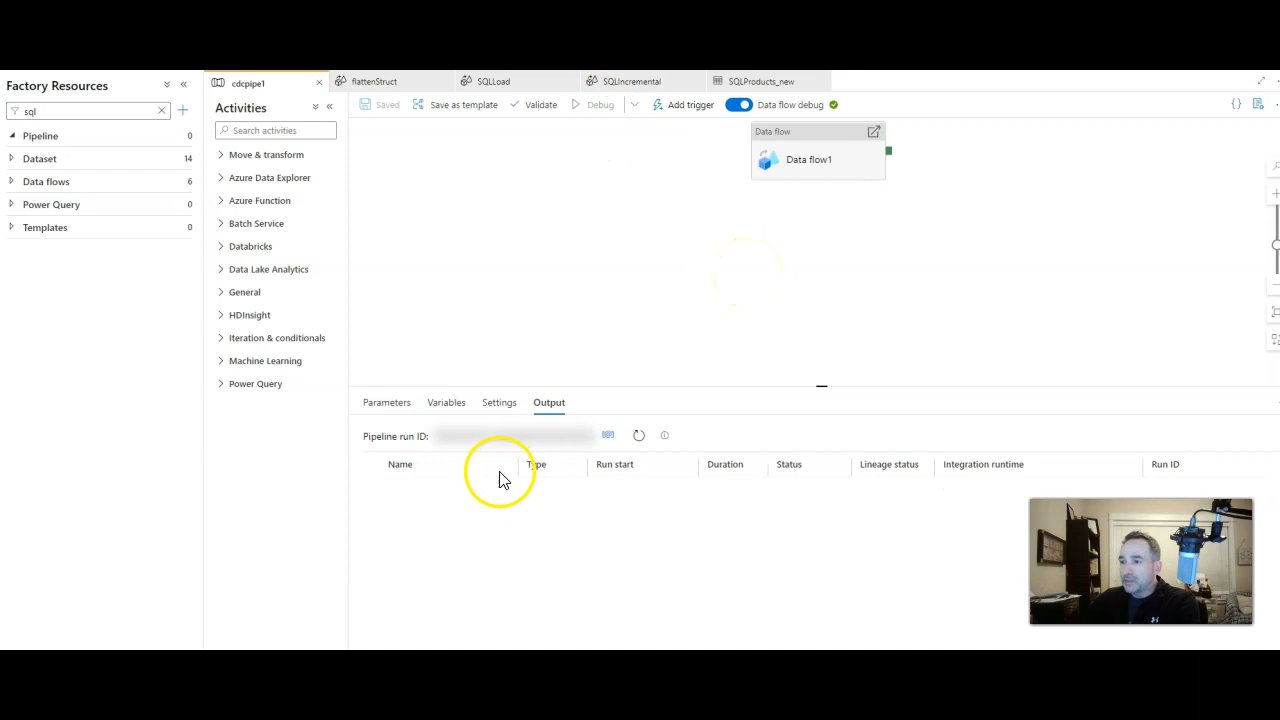 Factory Resources
sql
Pipeline 0
Dataset 14
Data flows 6
Power Query 0
Templates 0
cdcpipe1
flattenStruct
SQLLoad
SQLIncremental
SQLProducts_new
Activities
Search activities
Move & transform
Azure Data Explorer
Azure Function
Batch Service
Databricks
Data Lake Analytics
General
HDInsight
Iteration & conditionals
Machine Learning
Power Query
Saved
Save as template
Validate
Debug
Add trigger
Data flow debug
Data flow
Data flow1
Parameters
Variables
Settings
Output
Pipeline run ID:
Name Type Run start Duration Status Lineage status Integration runtime Run ID